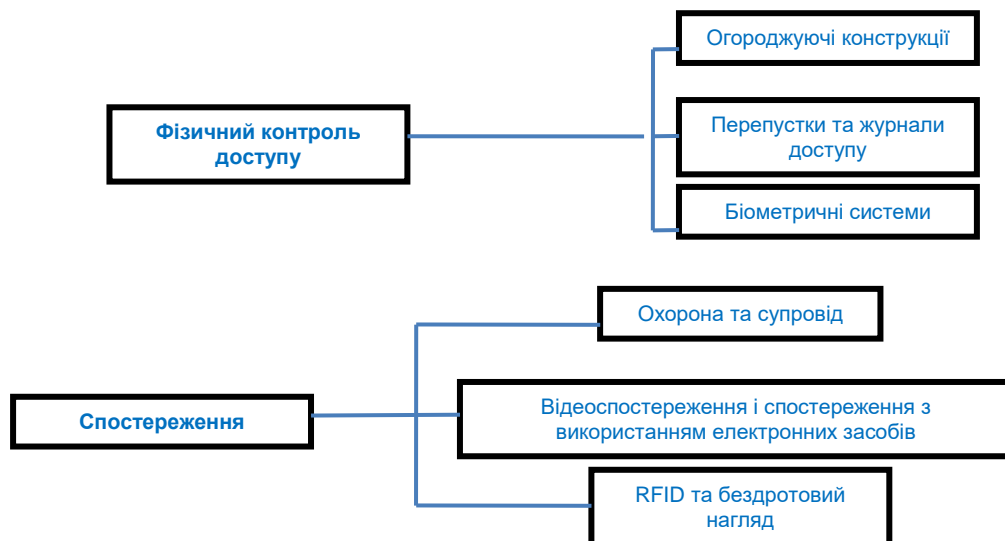 Огороджуючі конструкції
Фізичний контроль
доступу
Перепустки та журнали
доступу
Біометричні системи
Охорона та супровід
Спостереження
Відеоспостереження і спостереження з
використанням електронних засобів
RFID та бездротовий
нагляд